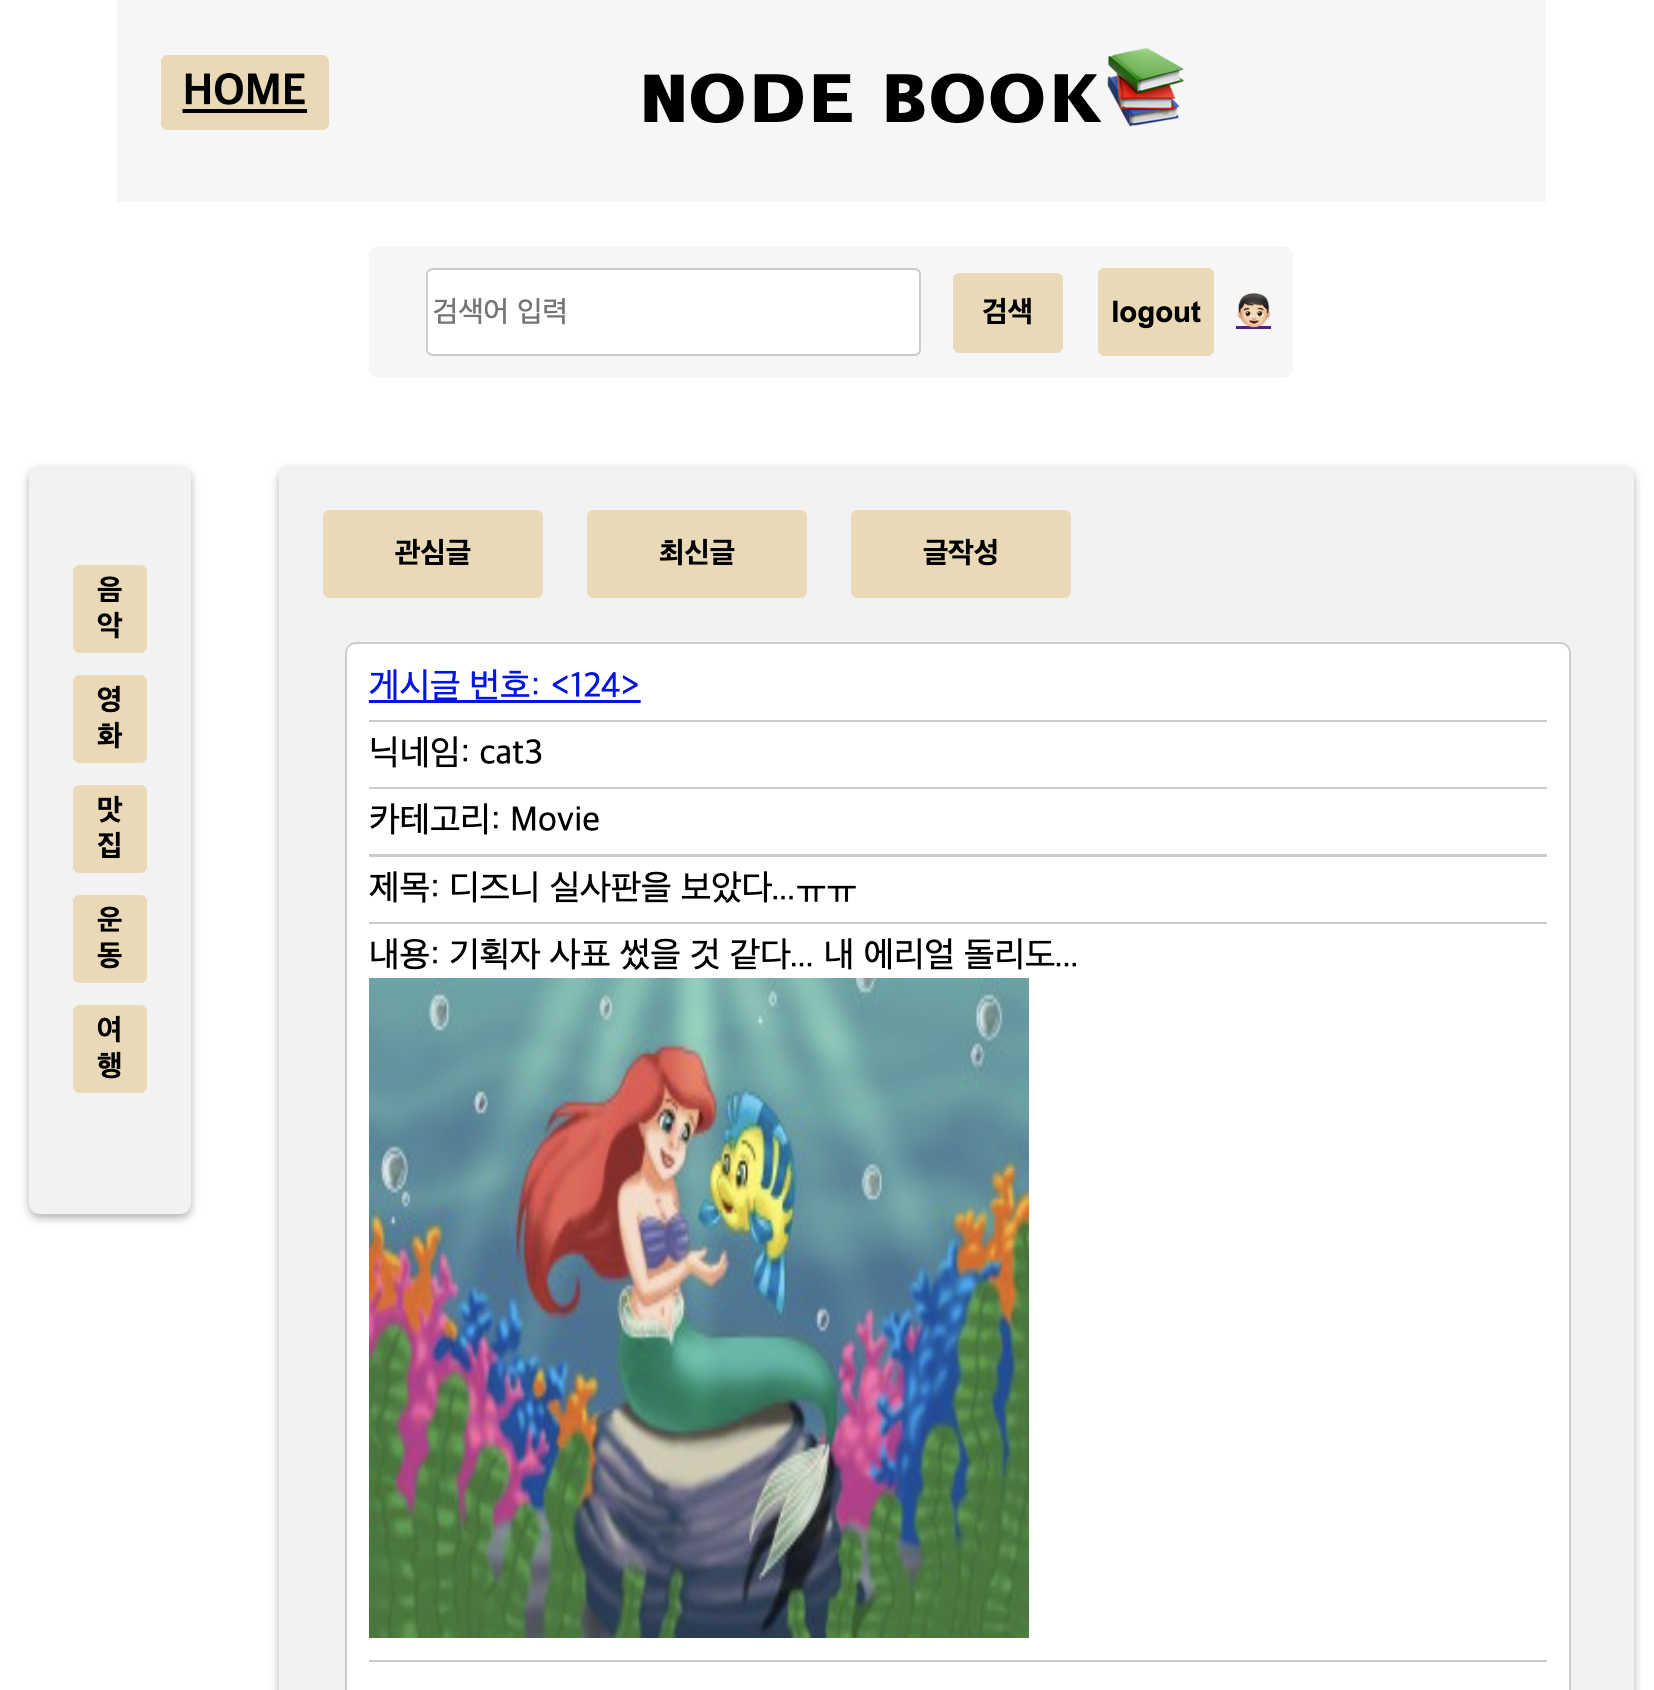 HOME
NODE BOOK
검색어 입력
검색
logout
음
악
영
화
맛
집
운
동
여
행
관심글
최신글
글작성
게시글 번호: <124>
닉네임: cat3
카테고리: Movie
제목: 디즈니 실사판을 보았다...ㅠㅠ
내용: 기획자 사표 썼을 것 같다... 내 에리얼 돌리도...